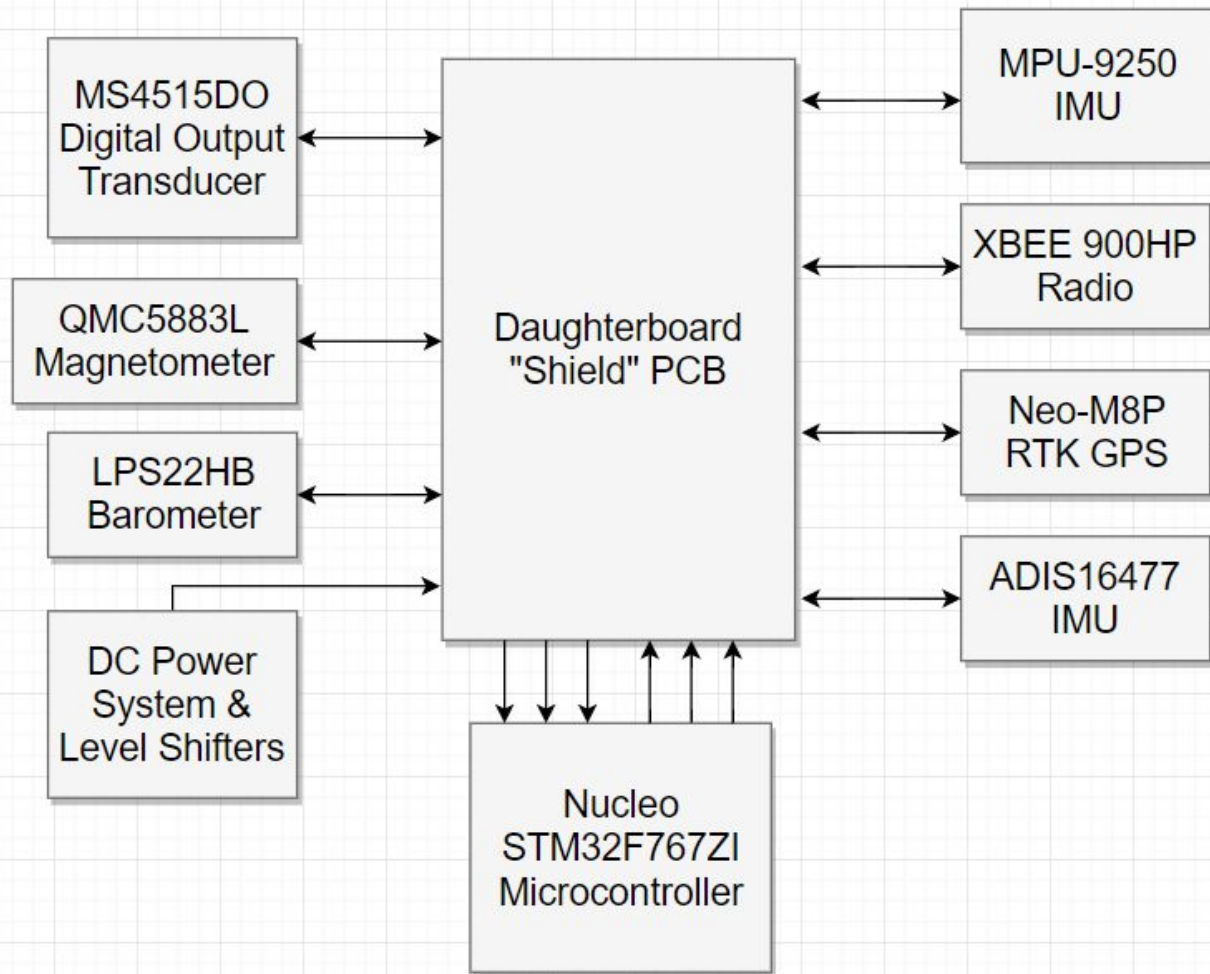 MS4515DO
Digital Output
Transducer
QMC5883L
Magnetometer
LPS22HB
Barometer
DC Power
System &
Level Shifters
Daughterboard
"Shield" PCB
Nucleo
STM32F767ZI
Microcontroller
MPU-9250
IMU
XBEE 900HP
Radio
Neo-M8P
RTK GPS
ADIS16477
IMU